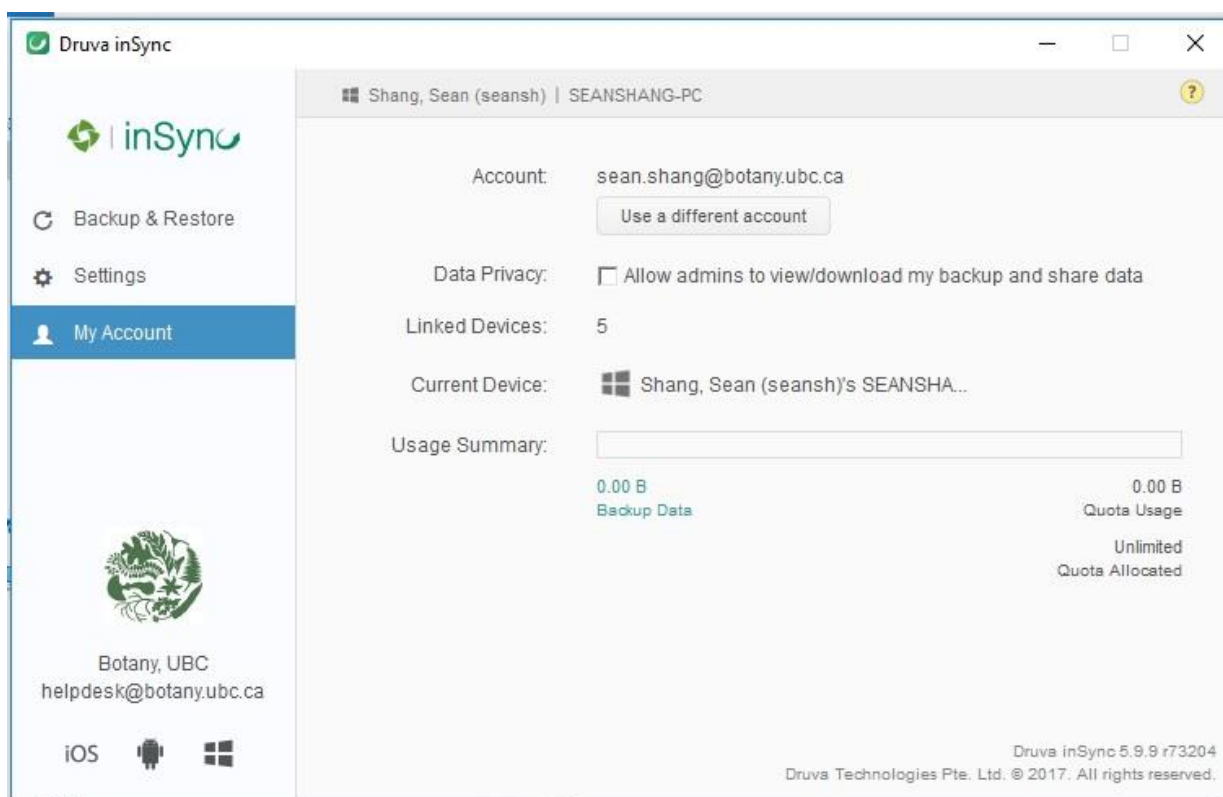 Druva inSync
inSync
Backup & Restore
Settings
My Account
Botany, UBC
helpdesk@botany.ubc.ca
iOS
Shang, Sean (seansh) | SEANSHANG-PC
?
Account: sean.shang@botany.ubc.ca
Use a different account
Data Privacy: Allow admins to view/download my backup and share data
Linked Devices: 5
Current Device: Shang, Sean (seansh)'s SEANSHA...
Usage Summary:
0.00 B 0.00 B
Backup Data Quota Usage
Unlimited
Quota Allocated
Druva inSync 5.9.9 r73204
Druva Technologies Pte. Ltd. © 2017. All rights reserved.